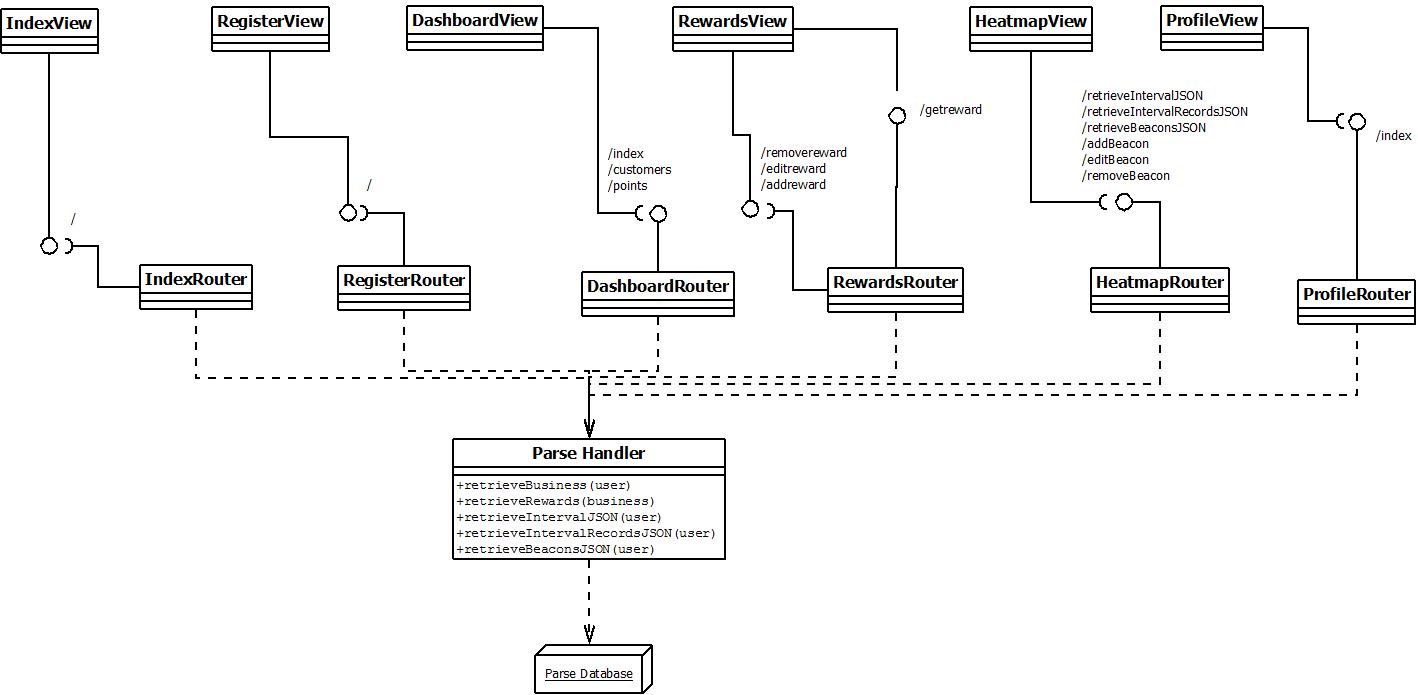 IndexView
RegisterView
DashboardView
RewardsView
HeatmapView
ProfileView
/retrieveIntervalJSON
/retrieveIntervalRecordsJSON
/retrieveBeaconsJSON
/addBeacon
/editBeacon
/removeBeacon
/getreward
/index
/index
/customers
/points
/removereward
/editreward
/addreward
/
/
IndexRouter
RegisterRouter
DashboardRouter
RewardsRouter
HeatmapRouter
ProfileRouter
Parse Handler
+retrieveBusiness(user)
+retrieveRewards(business)
+retrieveIntervalJSON(user)
+retrieveIntervalRecordsJSON(user)
+retrieveBeaconsJSON(user)
Parse Database